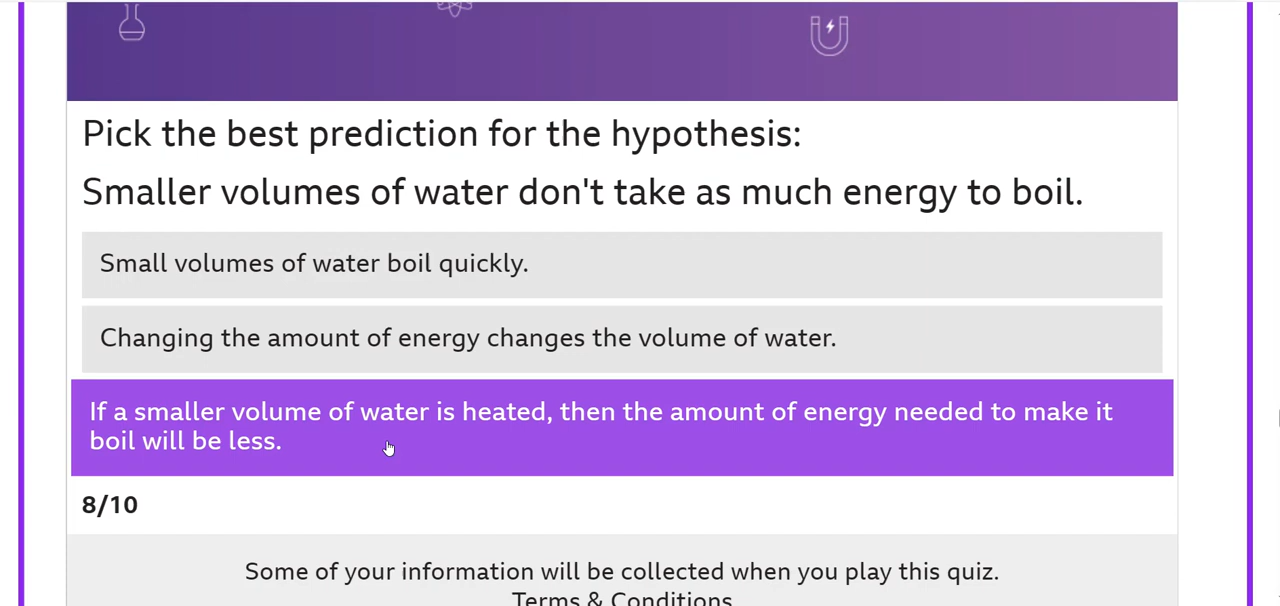 Pick the best prediction for the hypothesis:
Smaller volumes of water don't take as much energy to boil.
Small volumes of water boil quickly.
Changing the amount of energy changes the volume of water.
If a smaller volume of water is heated, then the amount of energy needed to make it
boil will be less.
8/10
Some of your information will be collected when you play this quiz.
Terms & Conditions